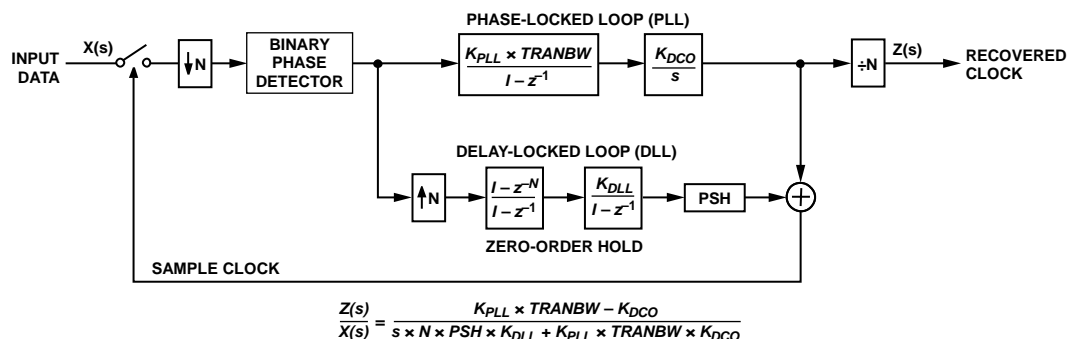 PHASE-LOCKED LOOP (PLL)
INPUT DATA
X(s)
↓N
BINARY PHASE DETECTOR
K_PLL × TRANBW
I – z^–1
K_DCO
s
÷N
Z(s)
RECOVERED CLOCK
DELAY-LOCKED LOOP (DLL)
↑N
I – z^–N
I – z^–1
K_DLL
I – z^–1
PSH
+
ZERO-ORDER HOLD
SAMPLE CLOCK
Z(s)/X(s) = K_PLL × TRANBW – K_DCO / s × N × PSH × K_DLL + K_PLL × TRANBW × K_DCO